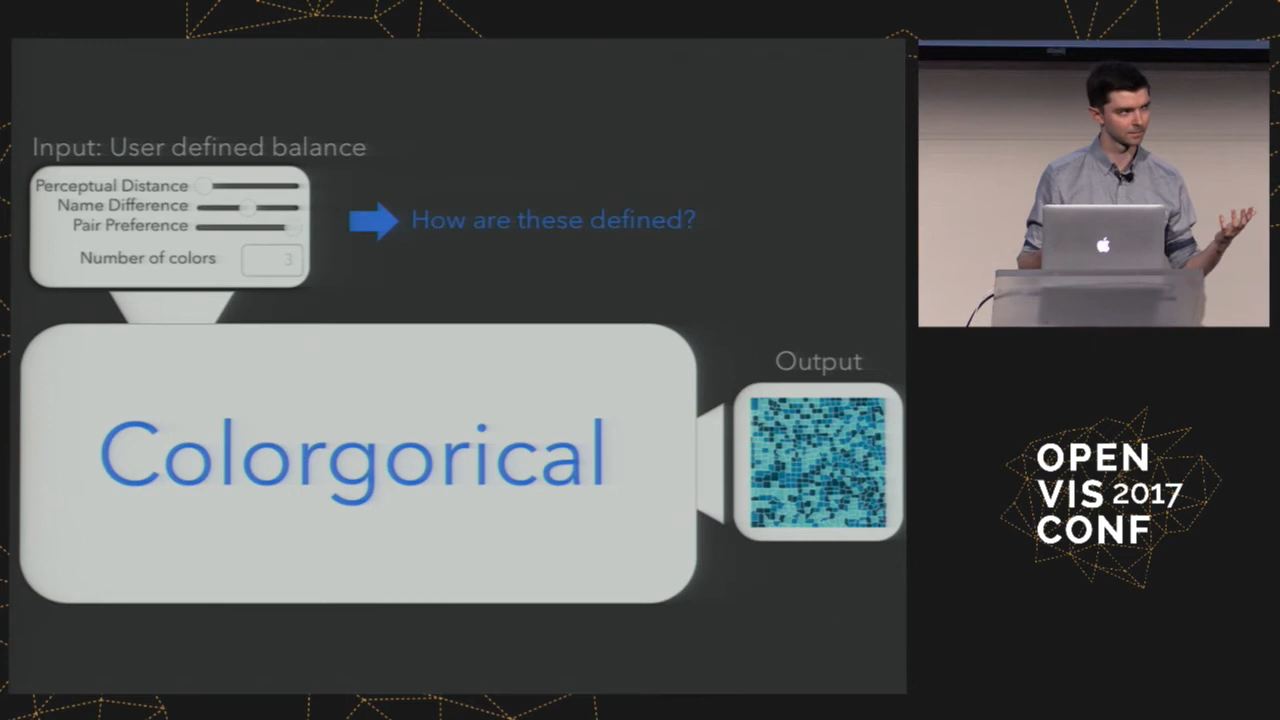 Input: User defined balance
Perceptual Distance
Name Difference
Pair Preference
Number of colors 3
How are these defined?
Colorgorical
Output
OPEN
VIS 2017
CONF